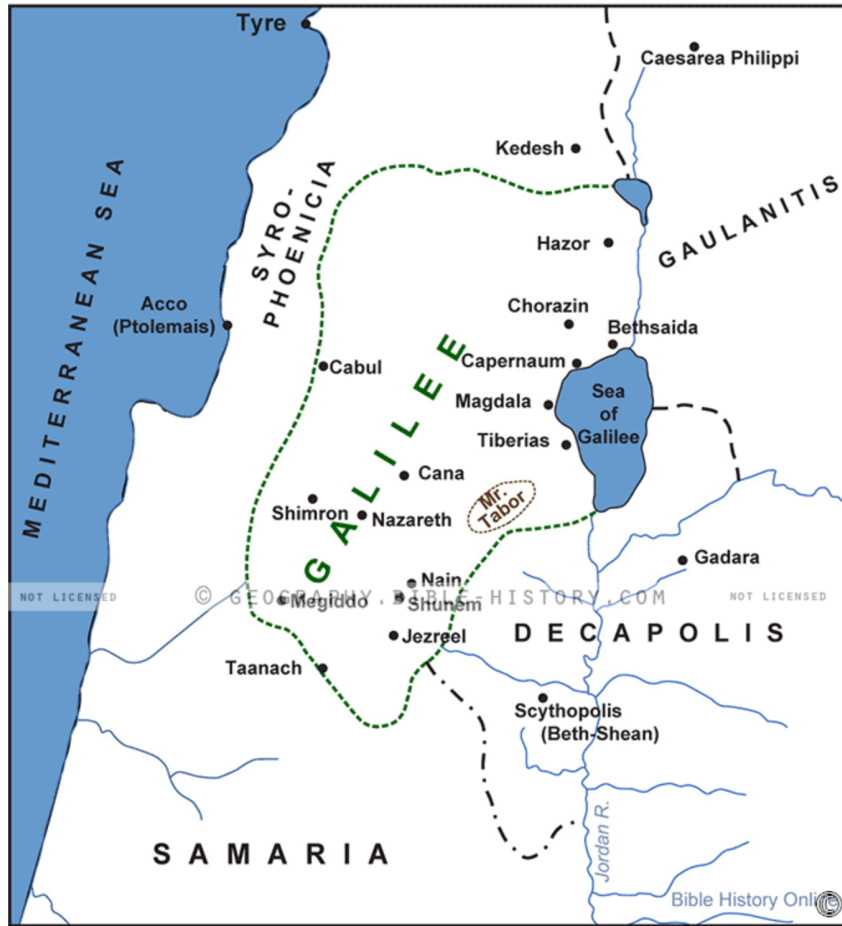 Tyre
Caesarea Philippi
Kedesh
MEDITERRANEAN SEA
SYRO-
PHOENICIA
GAULANITIS
Hazor
Acco
(Ptolemais)
Chorazin
Bethsaida
Cabul
Capernaum
Sea
of
Galilee
Magdala
Tiberias
GALILEE
Cana
Mr.
Tabor
Shimron
Nazareth
Gadara
Nain
NOT LICENSED
© GEOGRAPHY.BIBLE-HISTORY.COM
NOT LICENSED
Megiddo
Shunem
Jezreel
DECAPOLIS
Taanach
Scythopolis
(Beth-Shean)
SAMARIA
Jordan R.
Bible History Online
©